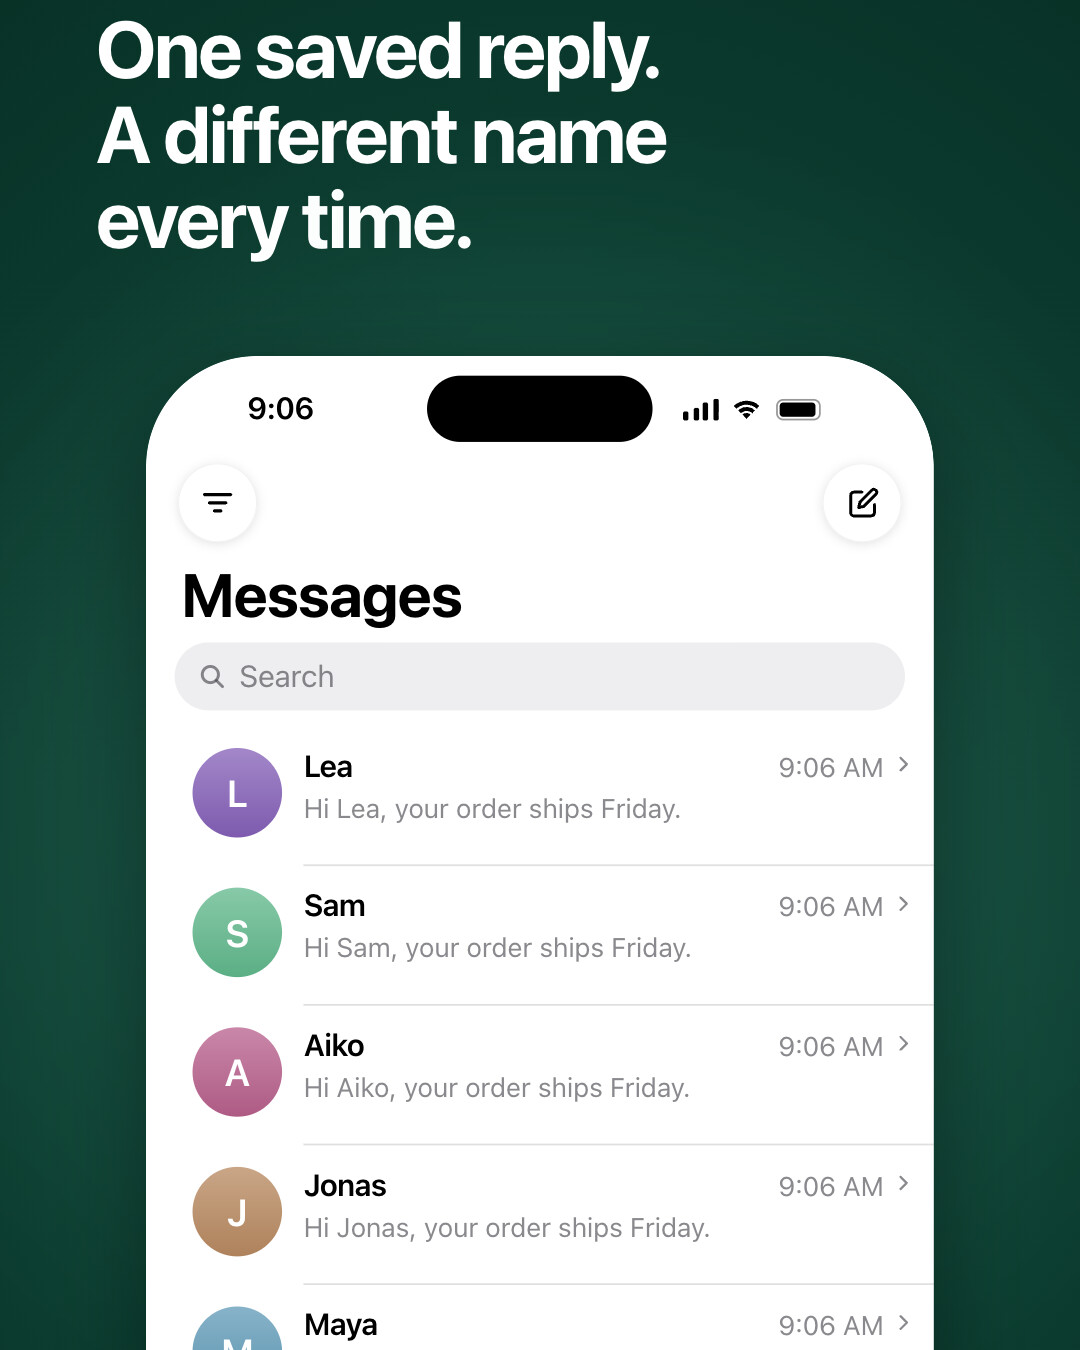 One saved reply.
A different name
every time.
9:06
Messages
Search
L
Lea
9:06 AM
Hi Lea, your order ships Friday.
S
Sam
9:06 AM
Hi Sam, your order ships Friday.
A
Aiko
9:06 AM
Hi Aiko, your order ships Friday.
J
Jonas
9:06 AM
Hi Jonas, your order ships Friday.
M
Maya
9:06 AM